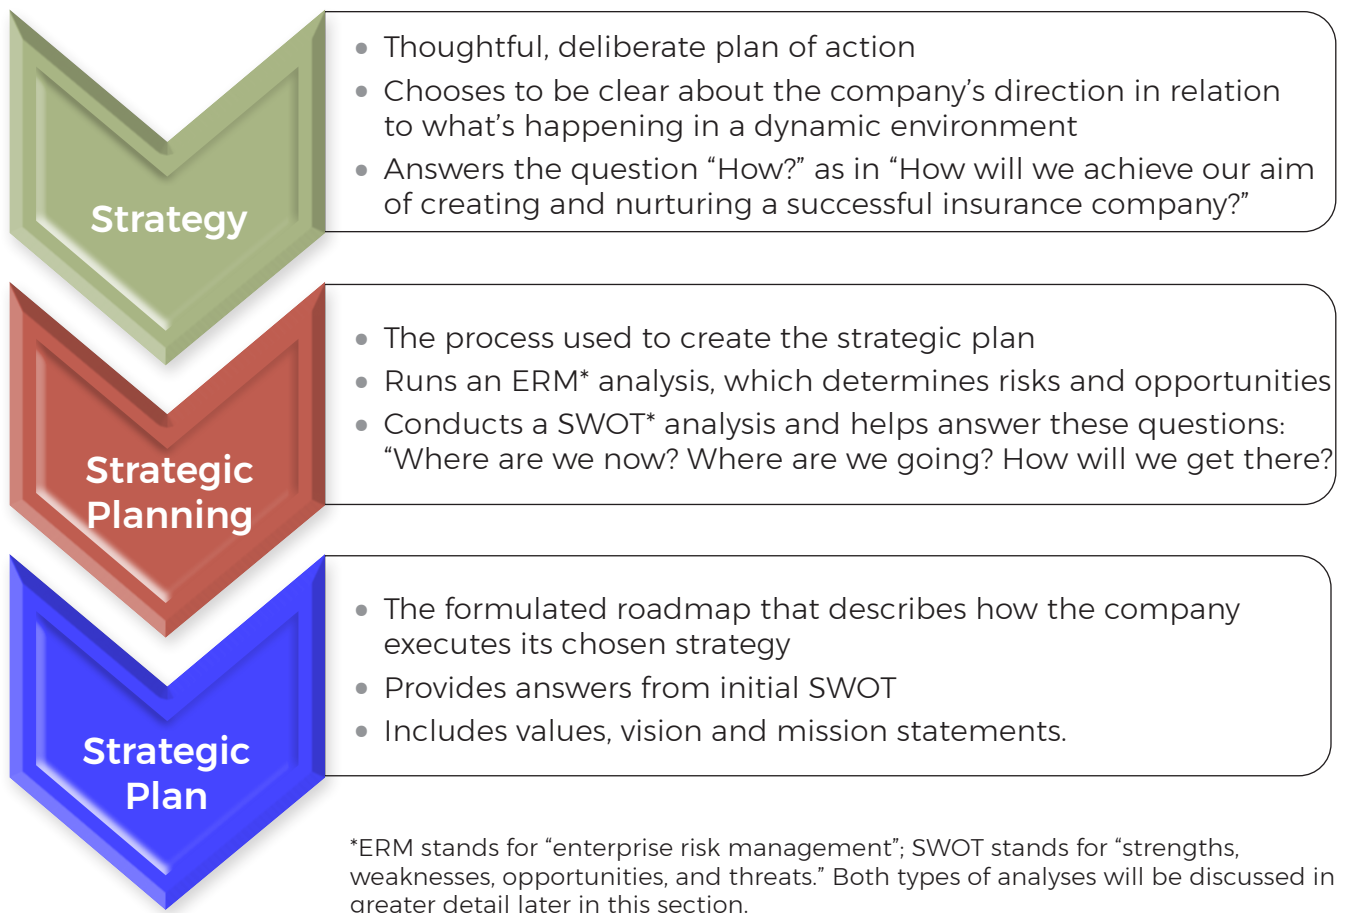 Strategy
• Thoughtful, deliberate plan of action
• Chooses to be clear about the company’s direction in relation
to what’s happening in a dynamic environment
• Answers the question “How?” as in “How will we achieve our aim
of creating and nurturing a successful insurance company?”
Strategic
Planning
• The process used to create the strategic plan
• Runs an ERM* analysis, which determines risks and opportunities
• Conducts a SWOT* analysis and helps answer these questions:
“Where are we now? Where are we going? How will we get there?
Strategic
Plan
• The formulated roadmap that describes how the company
executes its chosen strategy
• Provides answers from initial SWOT
• Includes values, vision and mission statements.
*ERM stands for “enterprise risk management”; SWOT stands for “strengths,
weaknesses, opportunities, and threats.” Both types of analyses will be discussed in
greater detail later in this section.